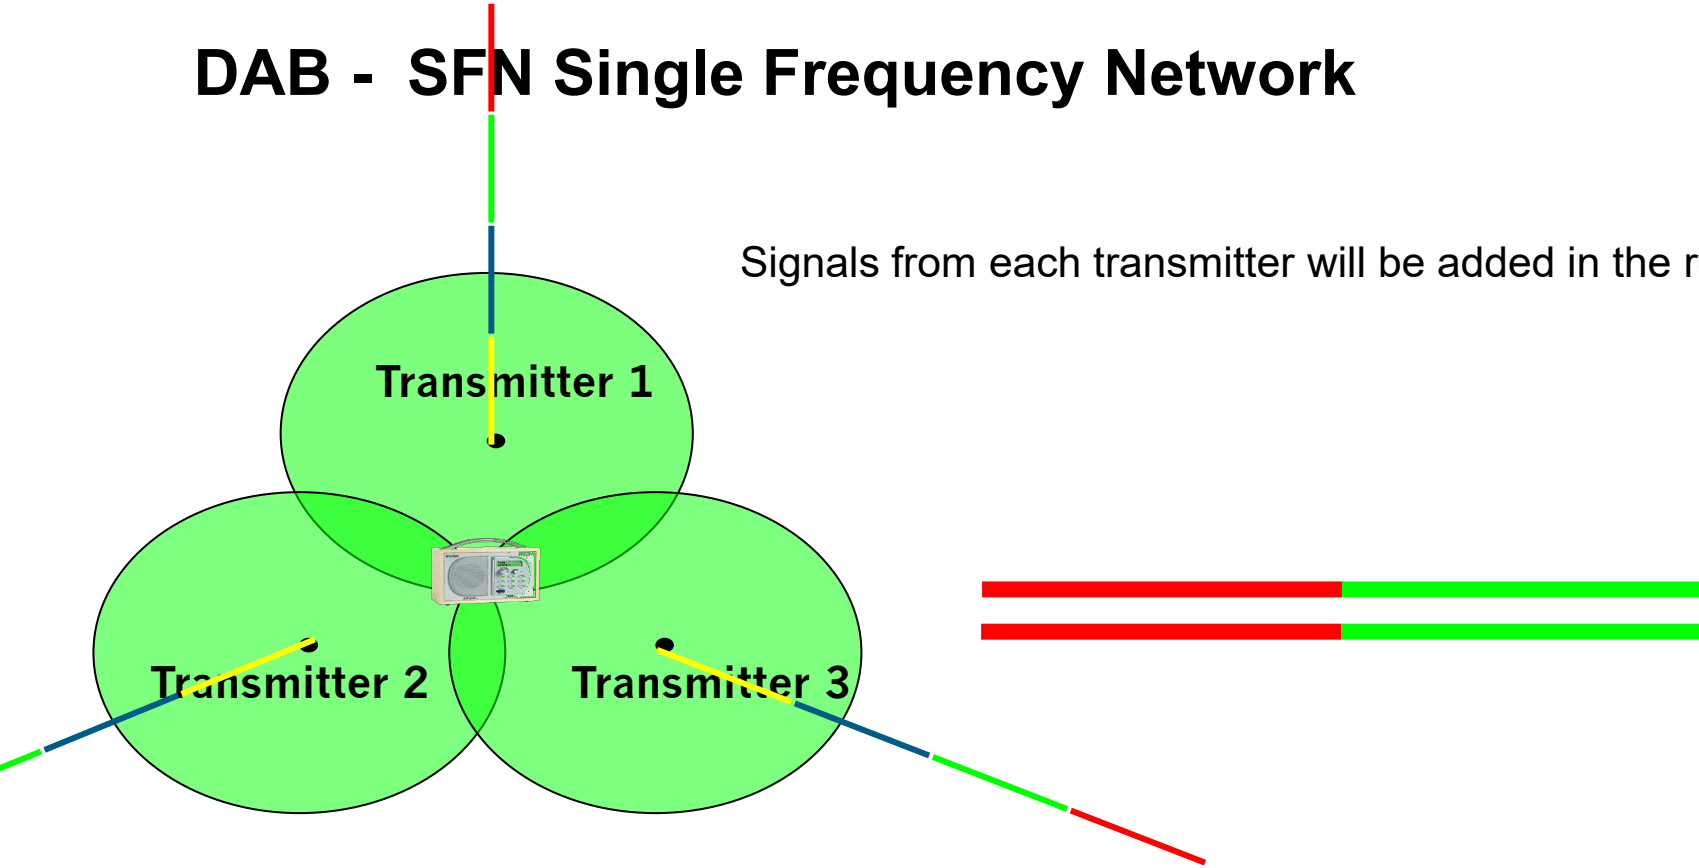 DAB -  SFN Single Frequency Network
Signals from each transmitter will be added in the r
Transmitter 1
Transmitter 2
Transmitter 3